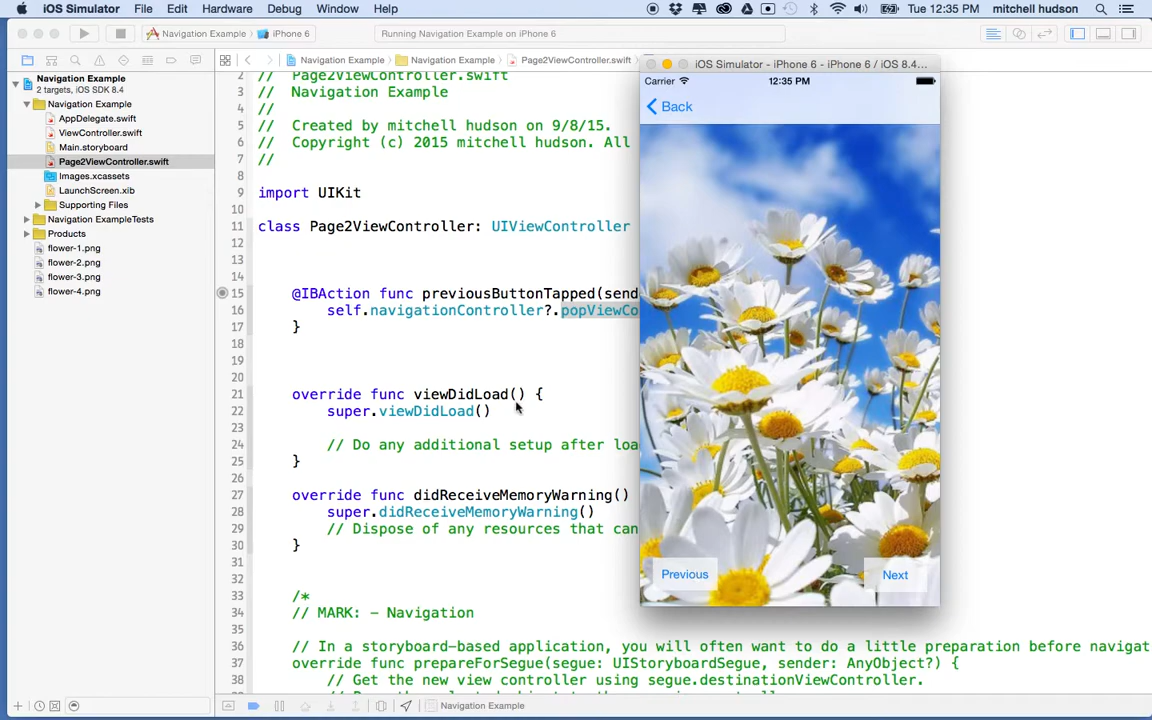 iOS Simulator File Edit Hardware Debug Window Help Tue 12:35 PM mitchell hudson
Navigation Example iPhone 6 Running Navigation Example on iPhone 6
Navigation Example Navigation Example Page2ViewController.swift
Navigation Example
2 targets, iOS SDK 8.4
Navigation Example
AppDelegate.swift
ViewController.swift
Main.storyboard
Page2ViewController.swift
Images.xcassets
LaunchScreen.xib
Supporting Files
Navigation ExampleTests
Products
flower-1.png
flower-2.png
flower-3.png
flower-4.png
2 // Page2ViewController.swift
3 // Navigation Example
4 //
5 // Created by mitchell hudson on 9/8/15.
6 // Copyright (c) 2015 mitchell hudson. All
7 //
8
9 import UIKit
10
11 class Page2ViewController: UIViewController
12
13
14
15 @IBAction func previousButtonTapped(send
16 self.navigationController?.popViewCo
17 }
18
19
20
21 override func viewDidLoad() {
22 super.viewDidLoad()
23
24 // Do any additional setup after loa
25 }
26
27 override func didReceiveMemoryWarning()
28 super.didReceiveMemoryWarning()
29 // Dispose of any resources that can
30 }
31
32
33 /*
34 // MARK: - Navigation
35
36 // In a storyboard-based application, you will often want to do a little preparation before navigat
37 override func prepareForSegue(segue: UIStoryboardSegue, sender: AnyObject?) {
38 // Get the new view controller using segue.destinationViewController.
iOS Simulator - iPhone 6 - iPhone 6 / iOS 8.4...
Carrier 12:35 PM
Back
Previous Next
Navigation Example